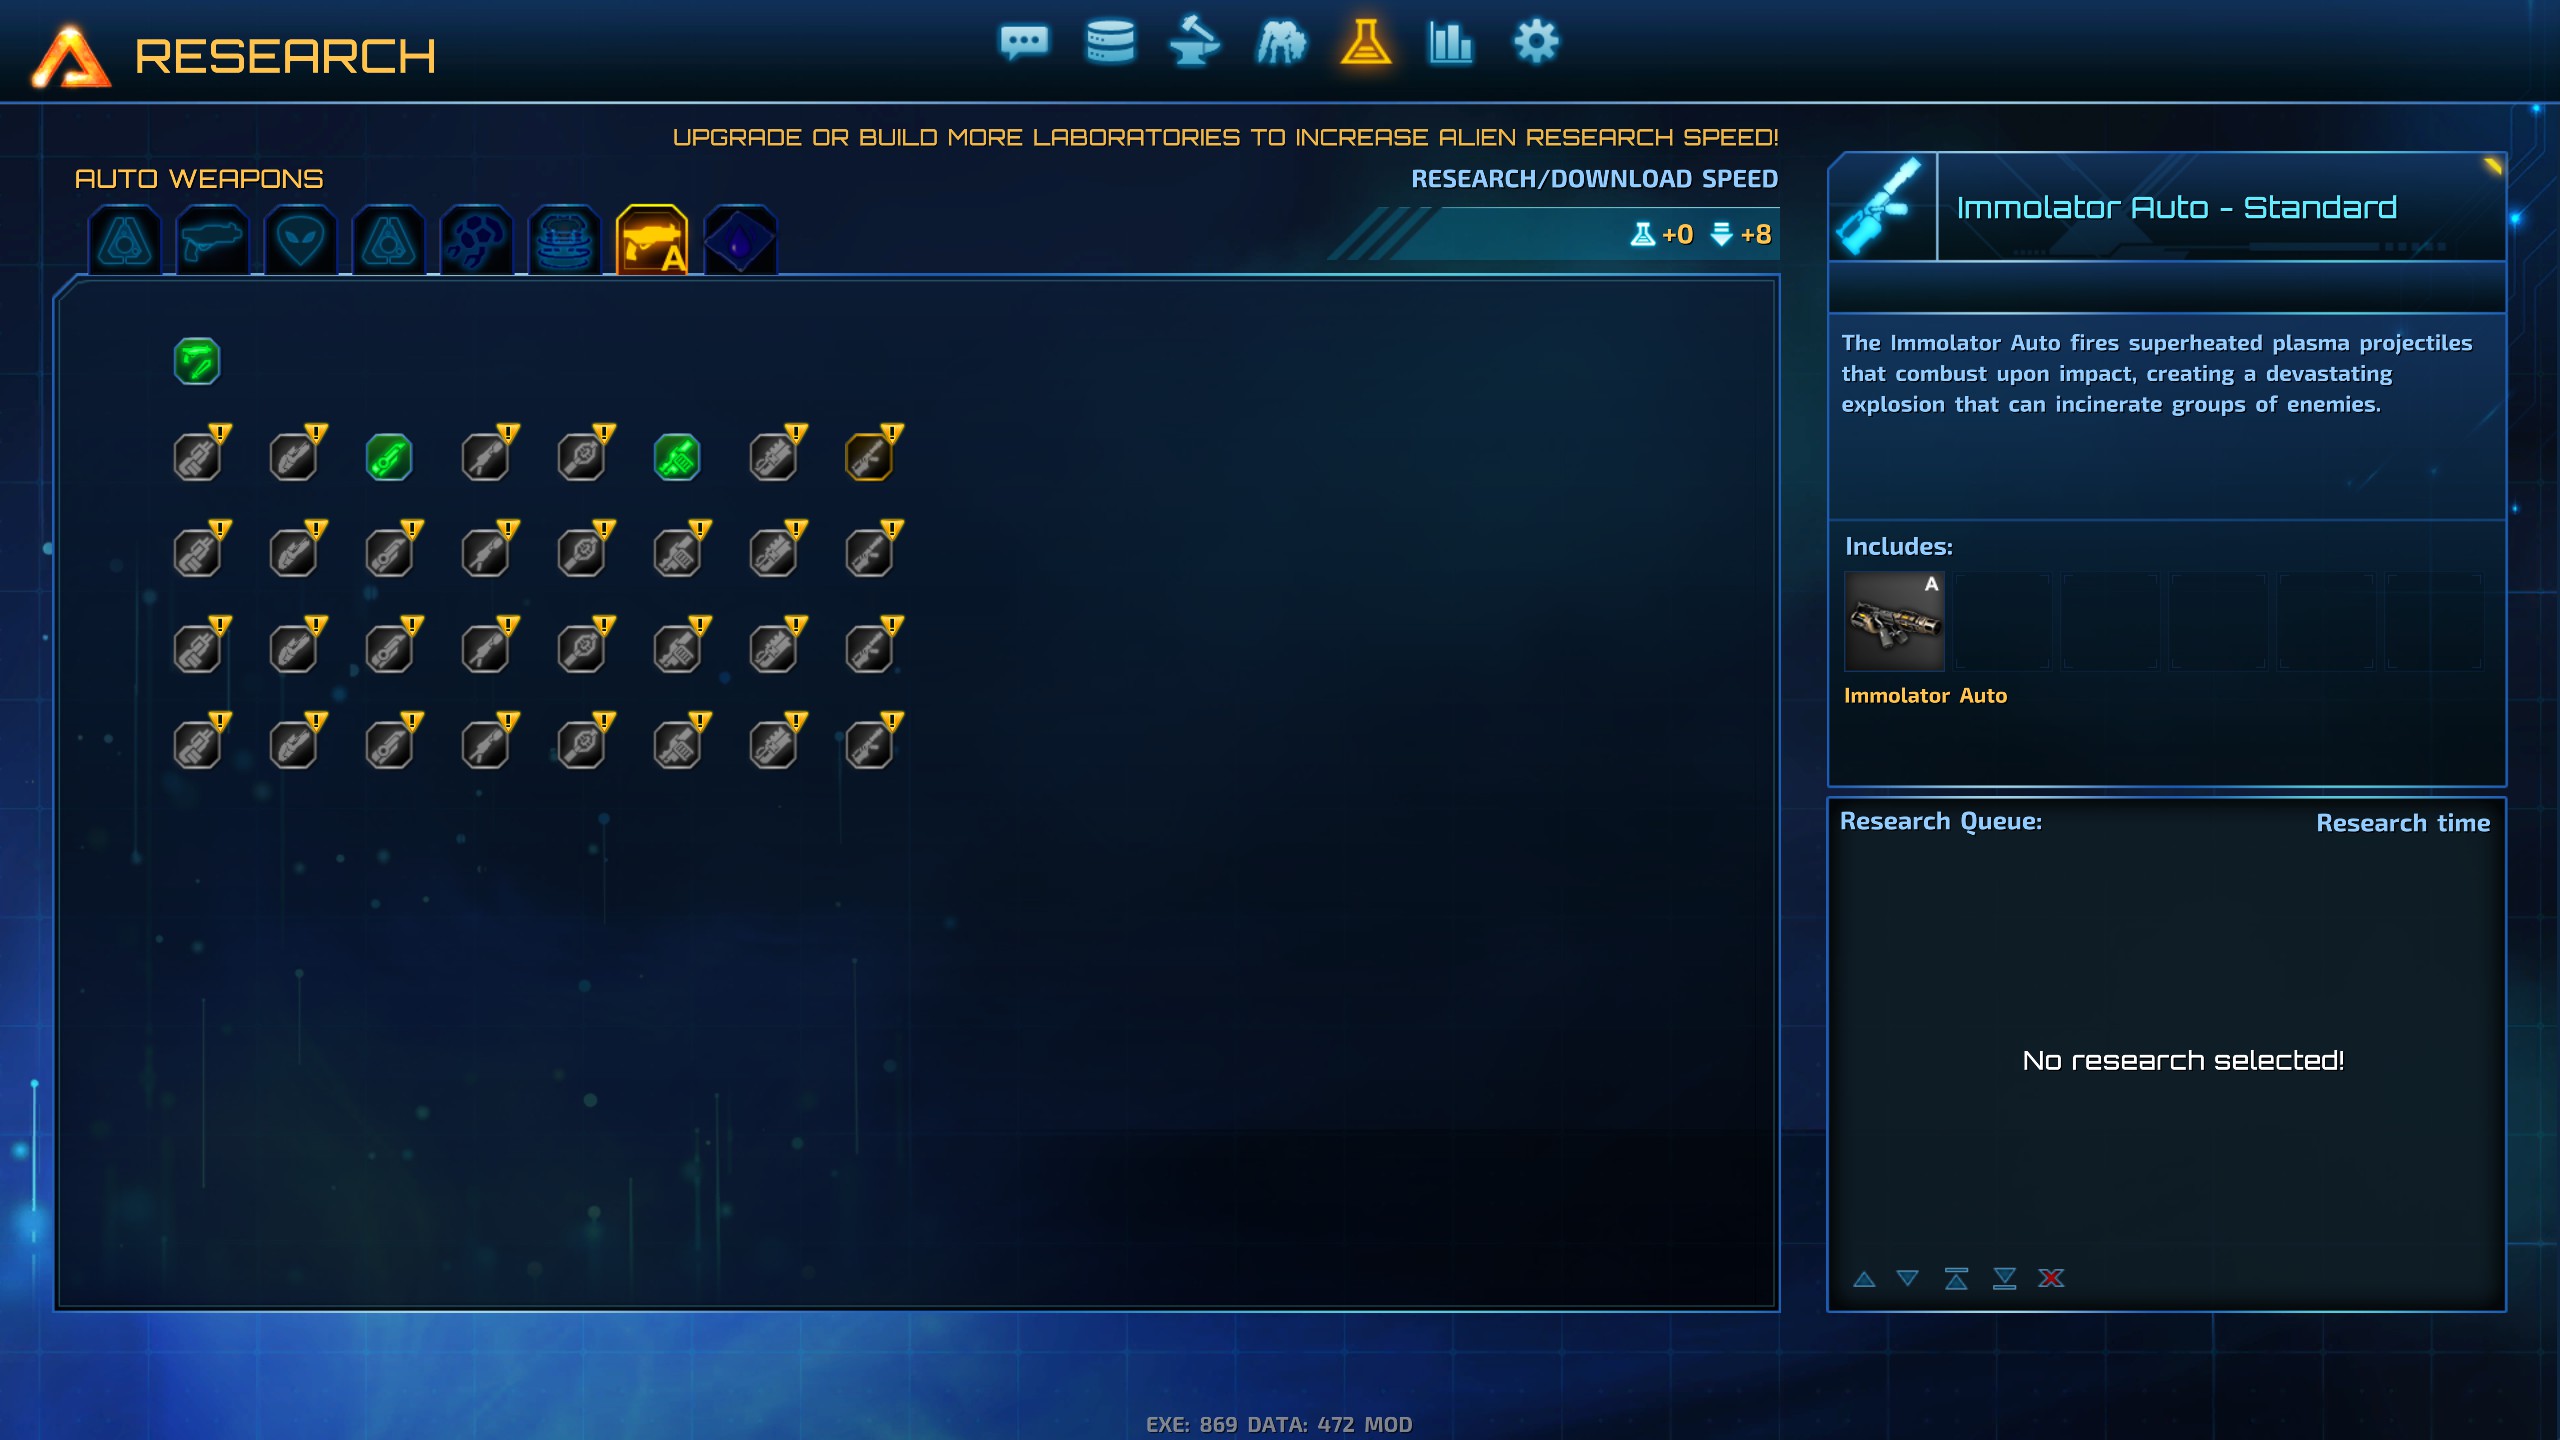 RESEARCH
UPGRADE OR BUILD MORE LABORATORIES TO INCREASE ALIEN RESEARCH SPEED!
AUTO WEAPONS
RESEARCH/DOWNLOAD SPEED
A
+0 +8
Immolator Auto - Standard
The Immolator Auto fires superheated plasma projectiles
that combust upon impact, creating a devastating
explosion that can incinerate groups of enemies.
Includes:
A
Immolator Auto
Research Queue: Research time
No research selected!
EXE: 869 DATA: 472 MOD